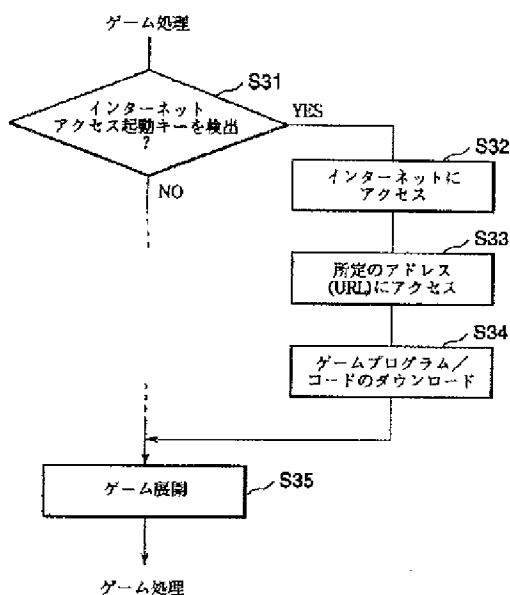 ゲーム処理
S31
インターネット
アクセス起動キーを検出
?
YES
NO
S32
インターネットに
アクセス
S33
所定のアドレス
(URL)にアクセス
S34
ゲームプログラム/
コードのダウンロード
ゲーム展開
S35
ゲーム処理